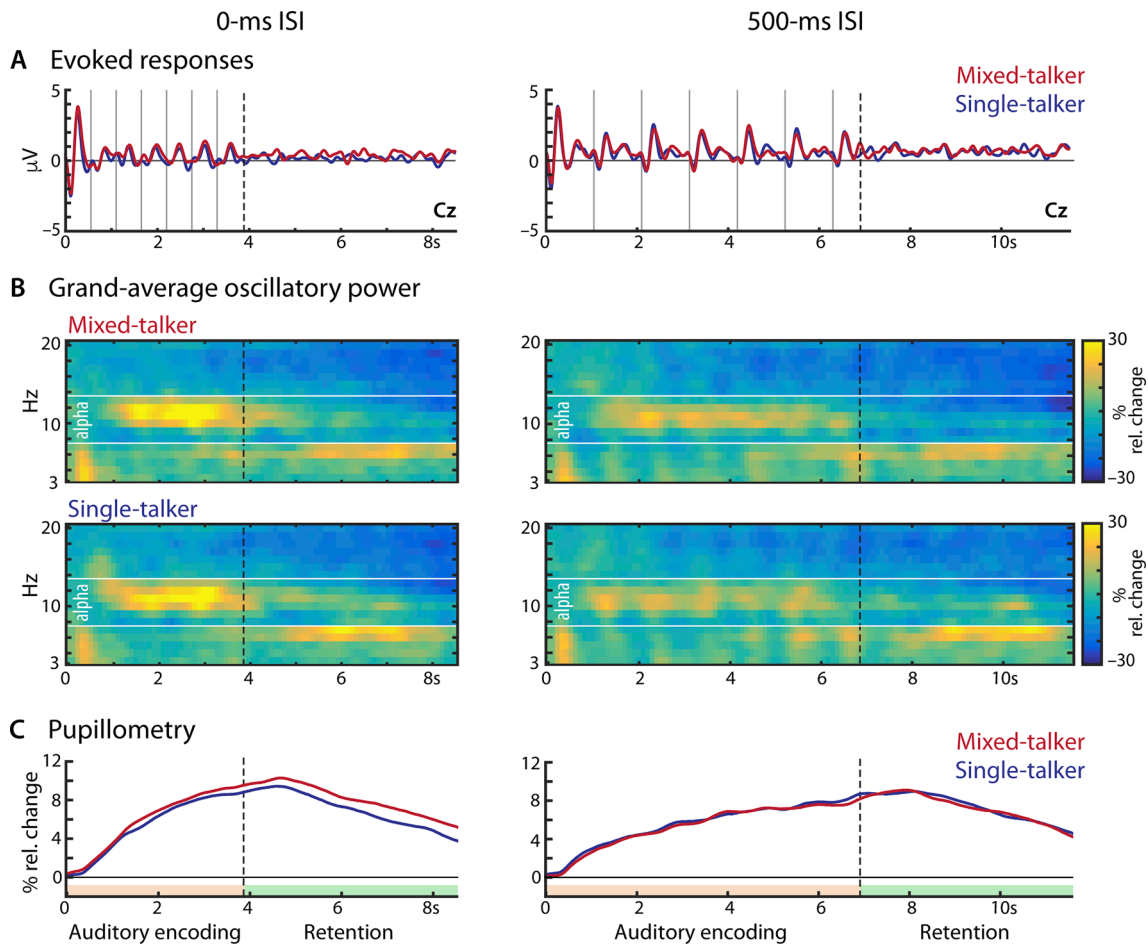 0-ms ISI 500-ms ISI
A Evoked responses
Mixed-talker
Single-talker
5 5
μV
0 0
Cz Cz
–5 –5
0 2 4 6 8s 0 2 4 6 8 10s
B Grand-average oscillatory power
Mixed-talker
20 20 30
Hz alpha alpha % rel. change
10 10
3 3 –30
Single-talker
20 20 30
Hz alpha alpha % rel. change
10 10
3 3 –30
0 2 4 6 8s 0 2 4 6 8 10s
C Pupillometry
Mixed-talker
Single-talker
12 12
% rel. change
8 8
4 4
0 0
0 2 4 6 8s 0 2 4 6 8 10s
Auditory encoding Retention Auditory encoding Retention